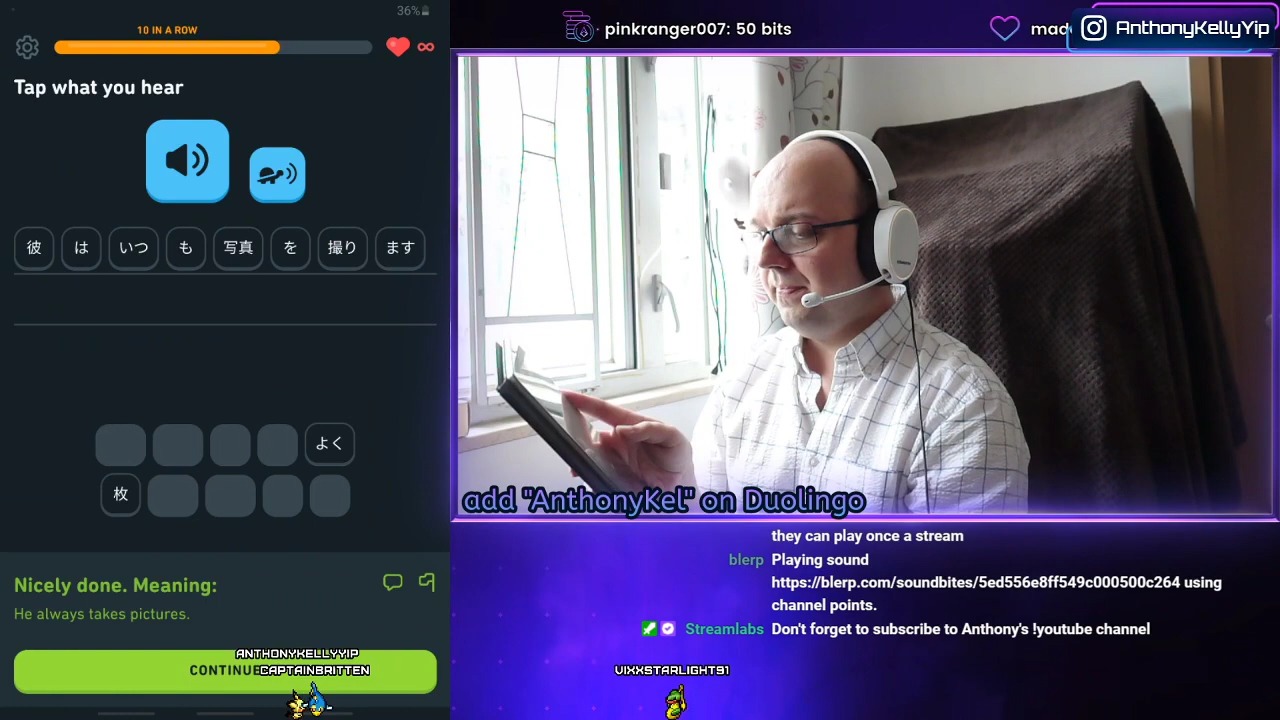 36%
10 IN A ROW
Tap what you hear
彼 は いつ も 写真 を 撮り ます
よく
枚
Nicely done. Meaning:
He always takes pictures.
CONTINUE
ANTHONYKELLYYIP
CAPTAINBRITTEN
pinkranger007: 50 bits
mad
AnthonyKellyYip
add "AnthonyKel" on Duolingo
they can play once a stream
blerp Playing sound
https://blerp.com/soundbites/5ed556e8ff549c000500c264 using
channel points.
Streamlabs Don't forget to subscribe to Anthony's !youtube channel
VIXXSTARLIGHT91